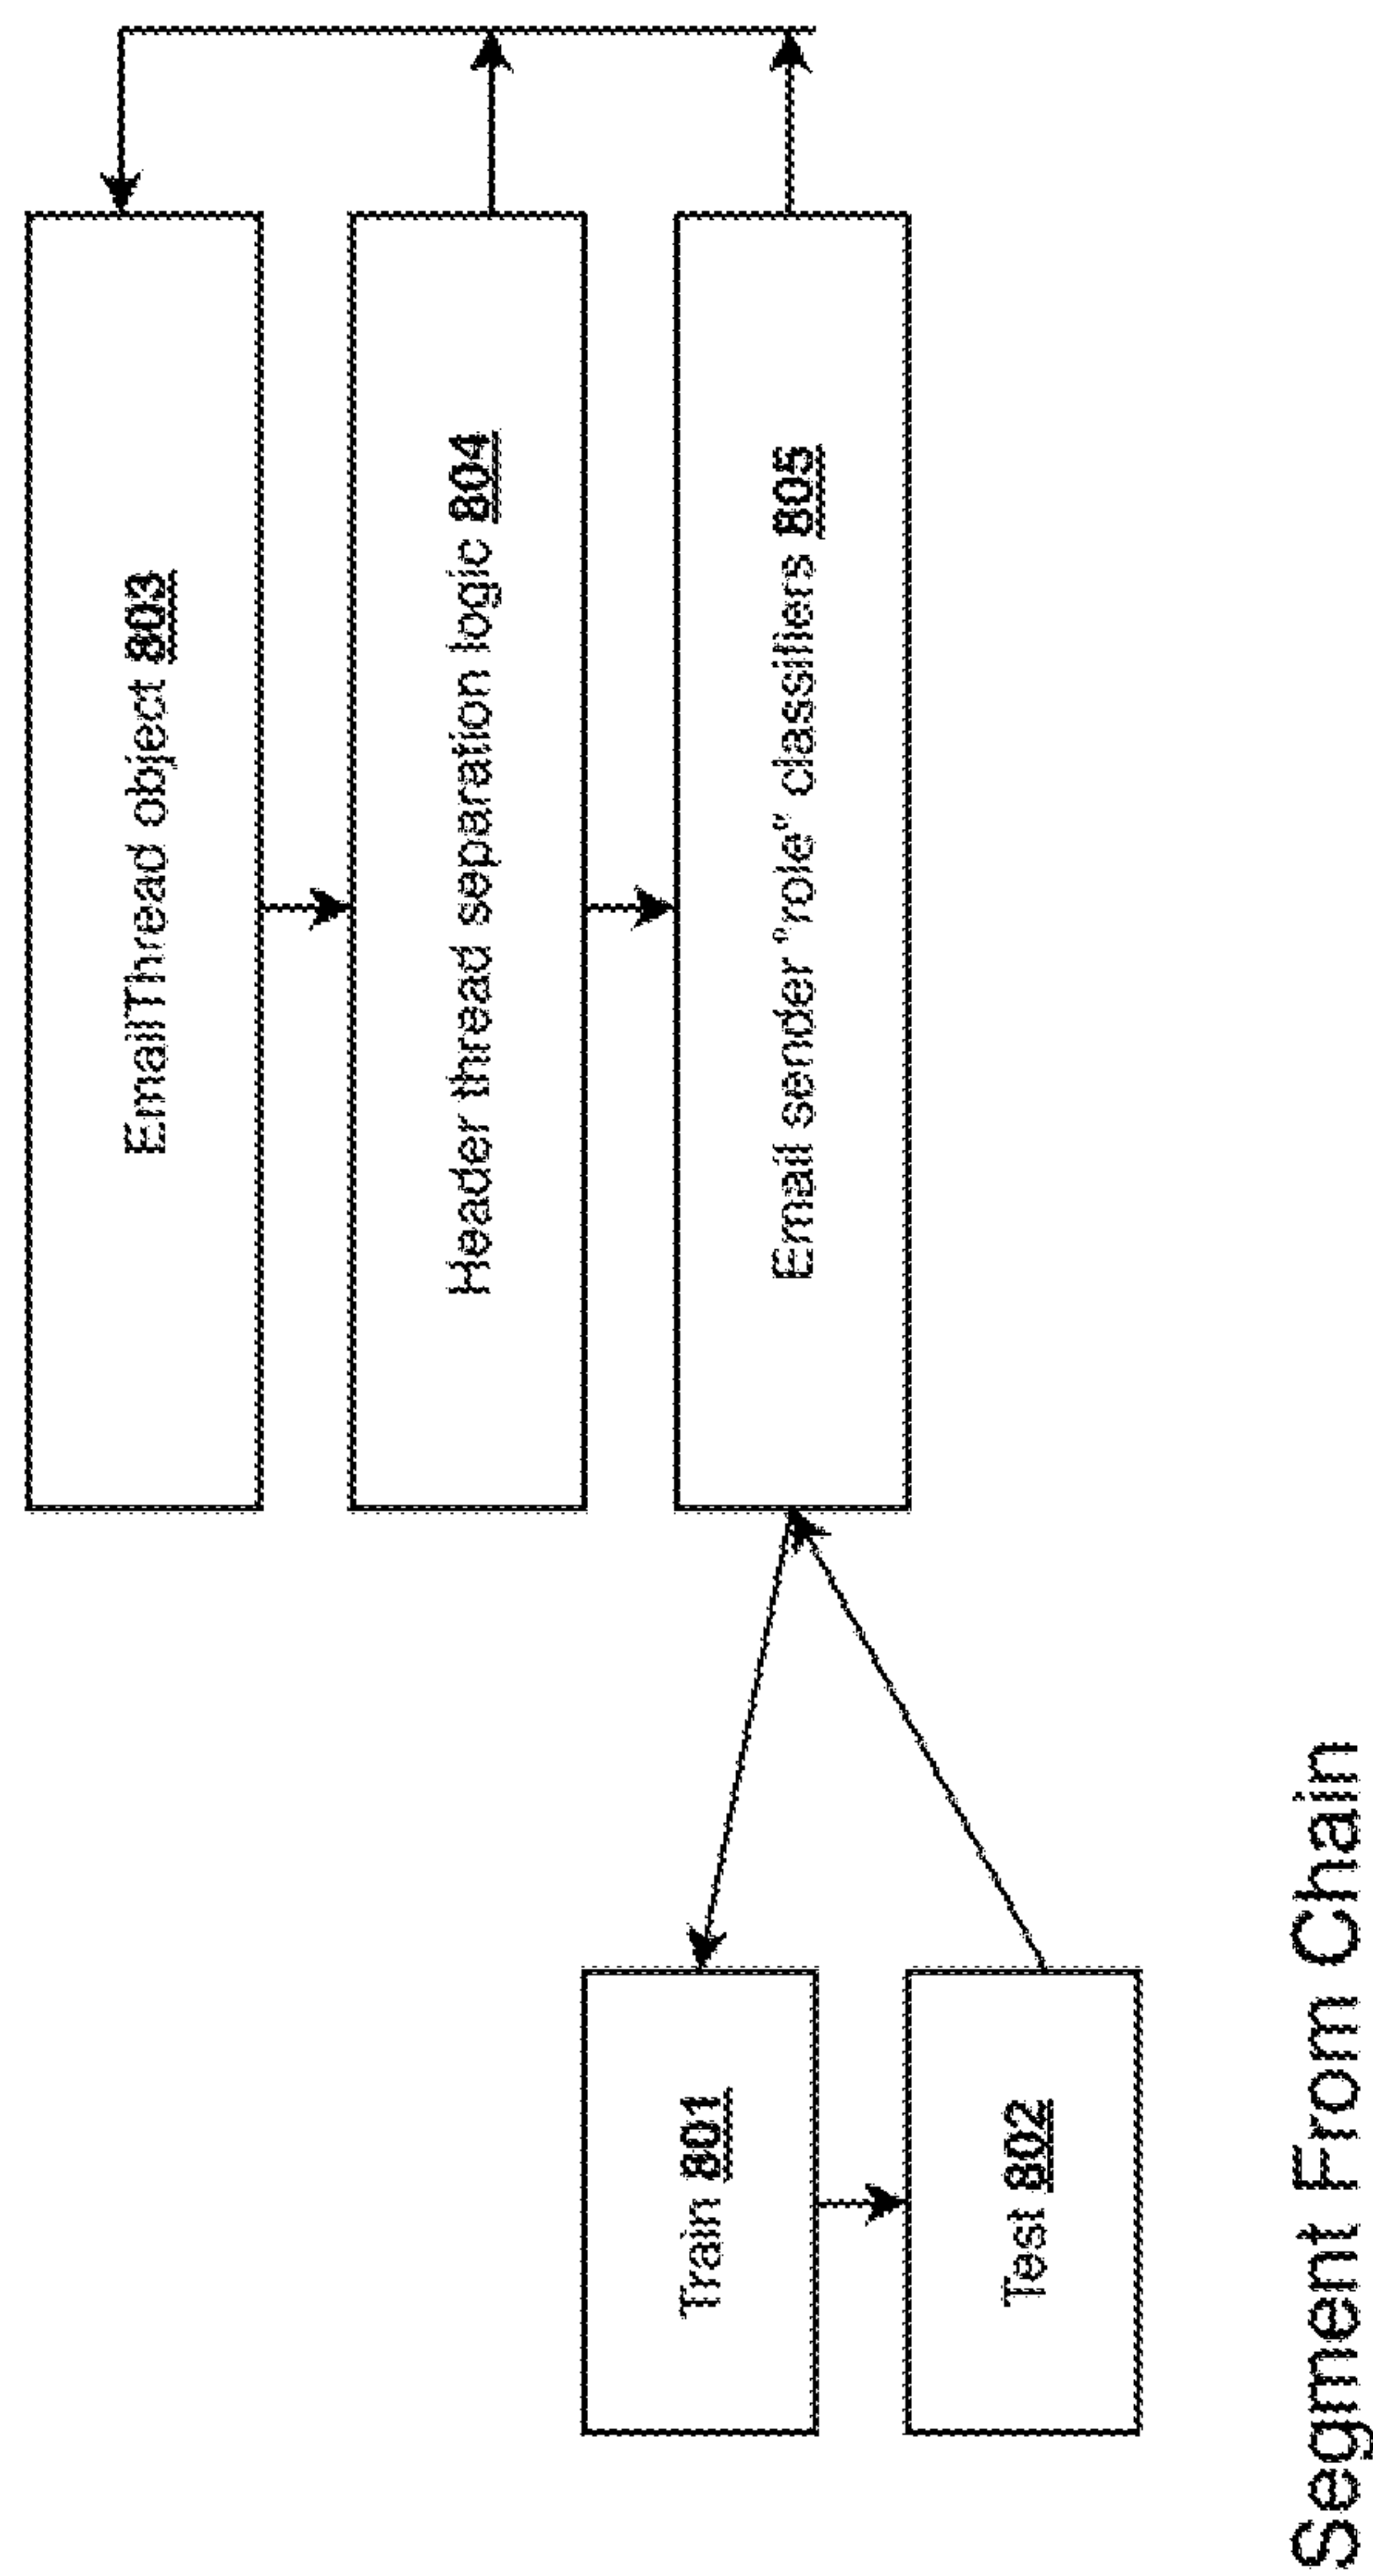 EmailThread object 803
Header thread separation logic 804
Email sender "role" classifiers 805
Train 801
Test 802
Segment From Chain